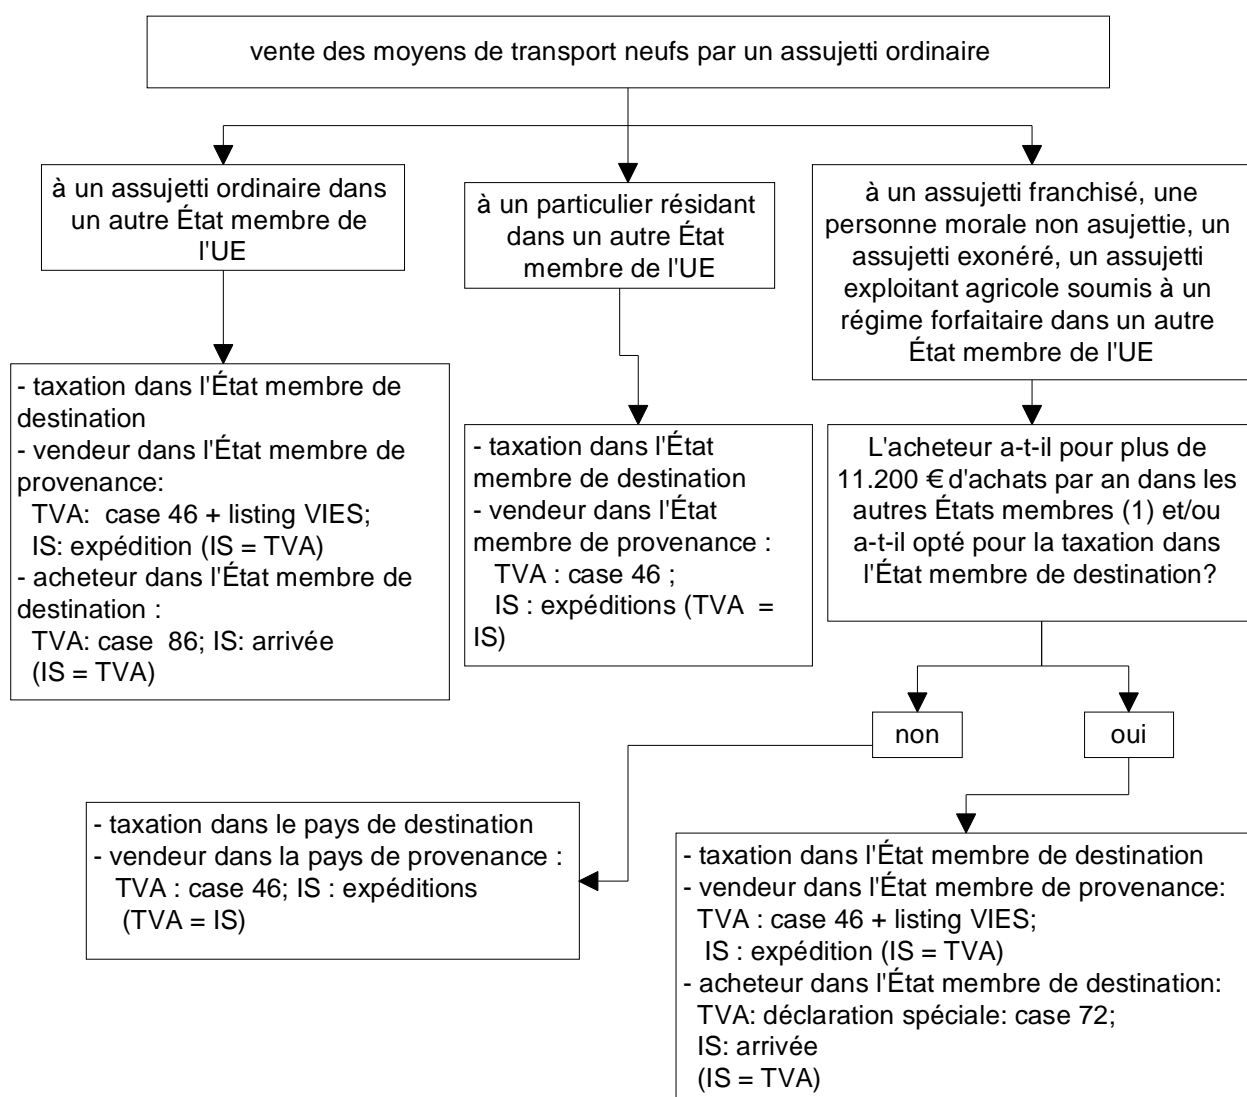 vente des moyens de transport neufs par un assujetti ordinaire
à un assujetti ordinaire dans
un autre État membre de
l'UE
à un particulier résidant
dans un autre État
membre de l'UE
à un assujetti franchisé, une
personne morale non asujettie, un
assujetti exonéré, un assujetti
exploitant agricole soumis à un
régime forfaitaire dans un autre
État membre de l'UE
- taxation dans l'État membre de
destination
- vendeur dans l'État membre de
provenance:
TVA: case 46 + listing VIES;
IS: expédition (IS = TVA)
- acheteur dans l'État membre de
destination :
TVA: case 86; IS: arrivée
(IS = TVA)
- taxation dans l'État
membre de destination
- vendeur dans l'État
membre de provenance :
TVA : case 46 ;
IS : expéditions (TVA =
IS)
L'acheteur a-t-il pour plus de
11.200 € d'achats par an dans les
autres États membres (1) et/ou
a-t-il opté pour la taxation dans
l'État membre de destination?
non
oui
- taxation dans le pays de destination
- vendeur dans la pays de provenance :
TVA : case 46; IS : expéditions
(TVA = IS)
- taxation dans l'État membre de destination
- vendeur dans l'État membre de provenance:
TVA : case 46 + listing VIES;
IS : expédition (IS = TVA)
- acheteur dans l'État membre de destination:
TVA: déclaration spéciale: case 72;
IS: arrivée
(IS = TVA)